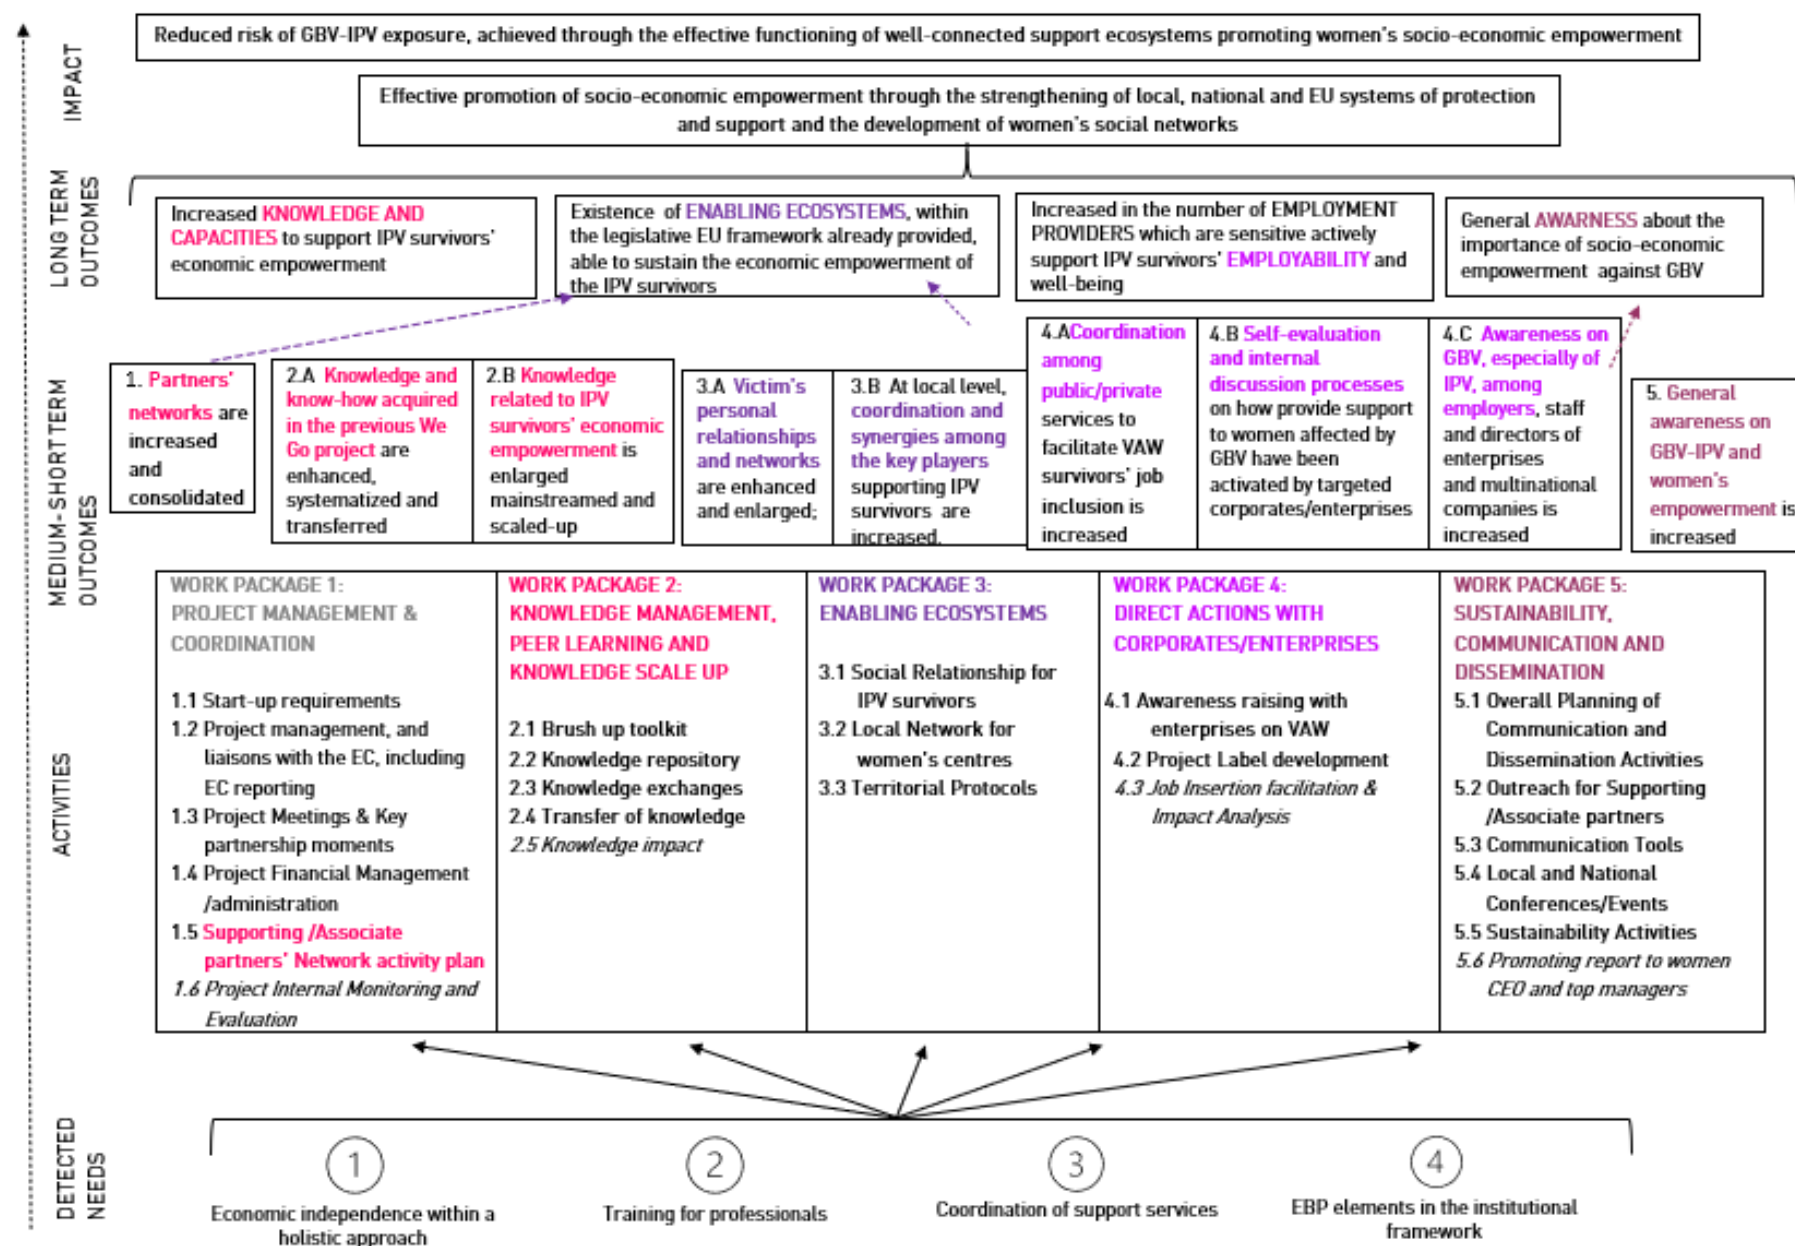 IMPACT
Reduced risk of GBV-IPV exposure, achieved through the effective functioning of well-connected support ecosystems promoting women's socio-economic empowerment
Effective promotion of socio-economic empowerment through the strengthening of local, national and EU systems of protection
and support and the development of women's social networks
LONG TERM
OUTCOMES
Increased KNOWLEDGE AND
CAPACITIES to support IPV survivors'
economic empowerment
Existence of ENABLING ECOSYSTEMS, within
the legislative EU framework already provided,
able to sustain the economic empowerment of
the IPV survivors
Increased in the number of EMPLOYMENT
PROVIDERS which are sensitive actively
support IPV survivors' EMPLOYABILITY and
well-being
General AWARNESS about the
importance of socio-economic
empowerment against GBV
MEDIUM-SHORT TERM
OUTCOMES
1. Partners'
networks are
increased
and
consolidated
2.A Knowledge and
know-how acquired
in the previous We
Go project are
enhanced,
systematized and
transferred
2.B Knowledge
related to IPV
survivors' economic
empowerment is
enlarged
mainstreamed and
scaled-up
3.A Victim's
personal
relationships
and networks
are enhanced
and enlarged;
3.B At local level,
coordination and
synergies among
the key players
supporting IPV
survivors are
increased.
4.ACoordination
among
public/private
services to
facilitate VAW
survivors' job
inclusion is
increased
4.B Self-evaluation
and internal
discussion processes
on how provide support
to women affected by
GBV have been
activated by targeted
corporates/enterprises
4.C Awareness on
GBV, especially of
IPV, among
employers, staff
and directors of
enterprises
and multinational
companies is
increased
5. General
awareness on
GBV-IPV and
women's
empowerment is
increased
ACTIVITIES
WORK PACKAGE 1:
PROJECT MANAGEMENT &
COORDINATION
1.1 Start-up requirements
1.2 Project management, and
liaisons with the EC, including
EC reporting
1.3 Project Meetings & Key
partnership moments
1.4 Project Financial Management
/administration
1.5 Supporting /Associate
partners' Network activity plan
1.6 Project Internal Monitoring and
Evaluation
WORK PACKAGE 2:
KNOWLEDGE MANAGEMENT,
PEER LEARNING AND
KNOWLEDGE SCALE UP
2.1 Brush up toolkit
2.2 Knowledge repository
2.3 Knowledge exchanges
2.4 Transfer of knowledge
2.5 Knowledge impact
WORK PACKAGE 3:
ENABLING ECOSYSTEMS
3.1 Social Relationship for
IPV survivors
3.2 Local Network for
women's centres
3.3 Territorial Protocols
WORK PACKAGE 4:
DIRECT ACTIONS WITH
CORPORATES/ENTERPRISES
4.1 Awareness raising with
enterprises on VAW
4.2 Project Label development
4.3 Job Insertion facilitation &
Impact Analysis
WORK PACKAGE 5:
SUSTAINABILITY,
COMMUNICATION AND
DISSEMINATION
5.1 Overall Planning of
Communication and
Dissemination Activities
5.2 Outreach for Supporting
/Associate partners
5.3 Communication Tools
5.4 Local and National
Conferences/Events
5.5 Sustainability Activities
5.6 Promoting report to women
CEO and top managers
DETECTED
NEEDS
1
Economic independence within a
holistic approach
2
Training for professionals
3
Coordination of support services
4
EBP elements in the institutional
framework